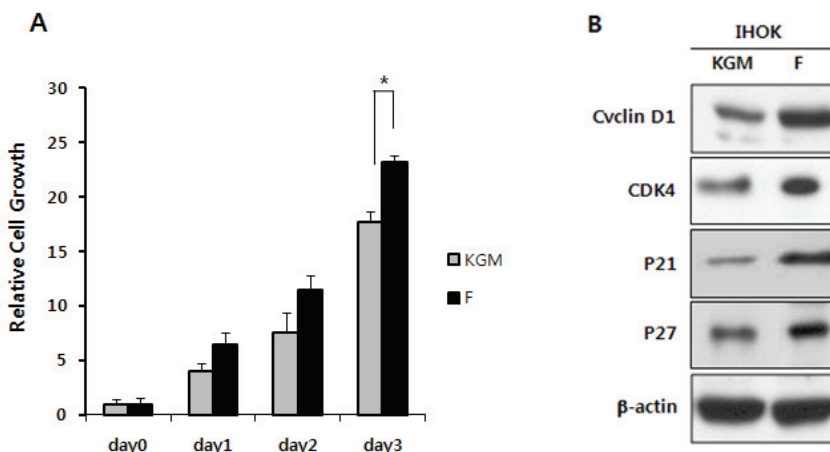 A
Relative Cell Growth
30
25
20
15
10
5
0
*
day0 day1 day2 day3
KGM
F
B
IHOK
KGM F
Cvclin D1
CDK4
P21
P27
β-actin